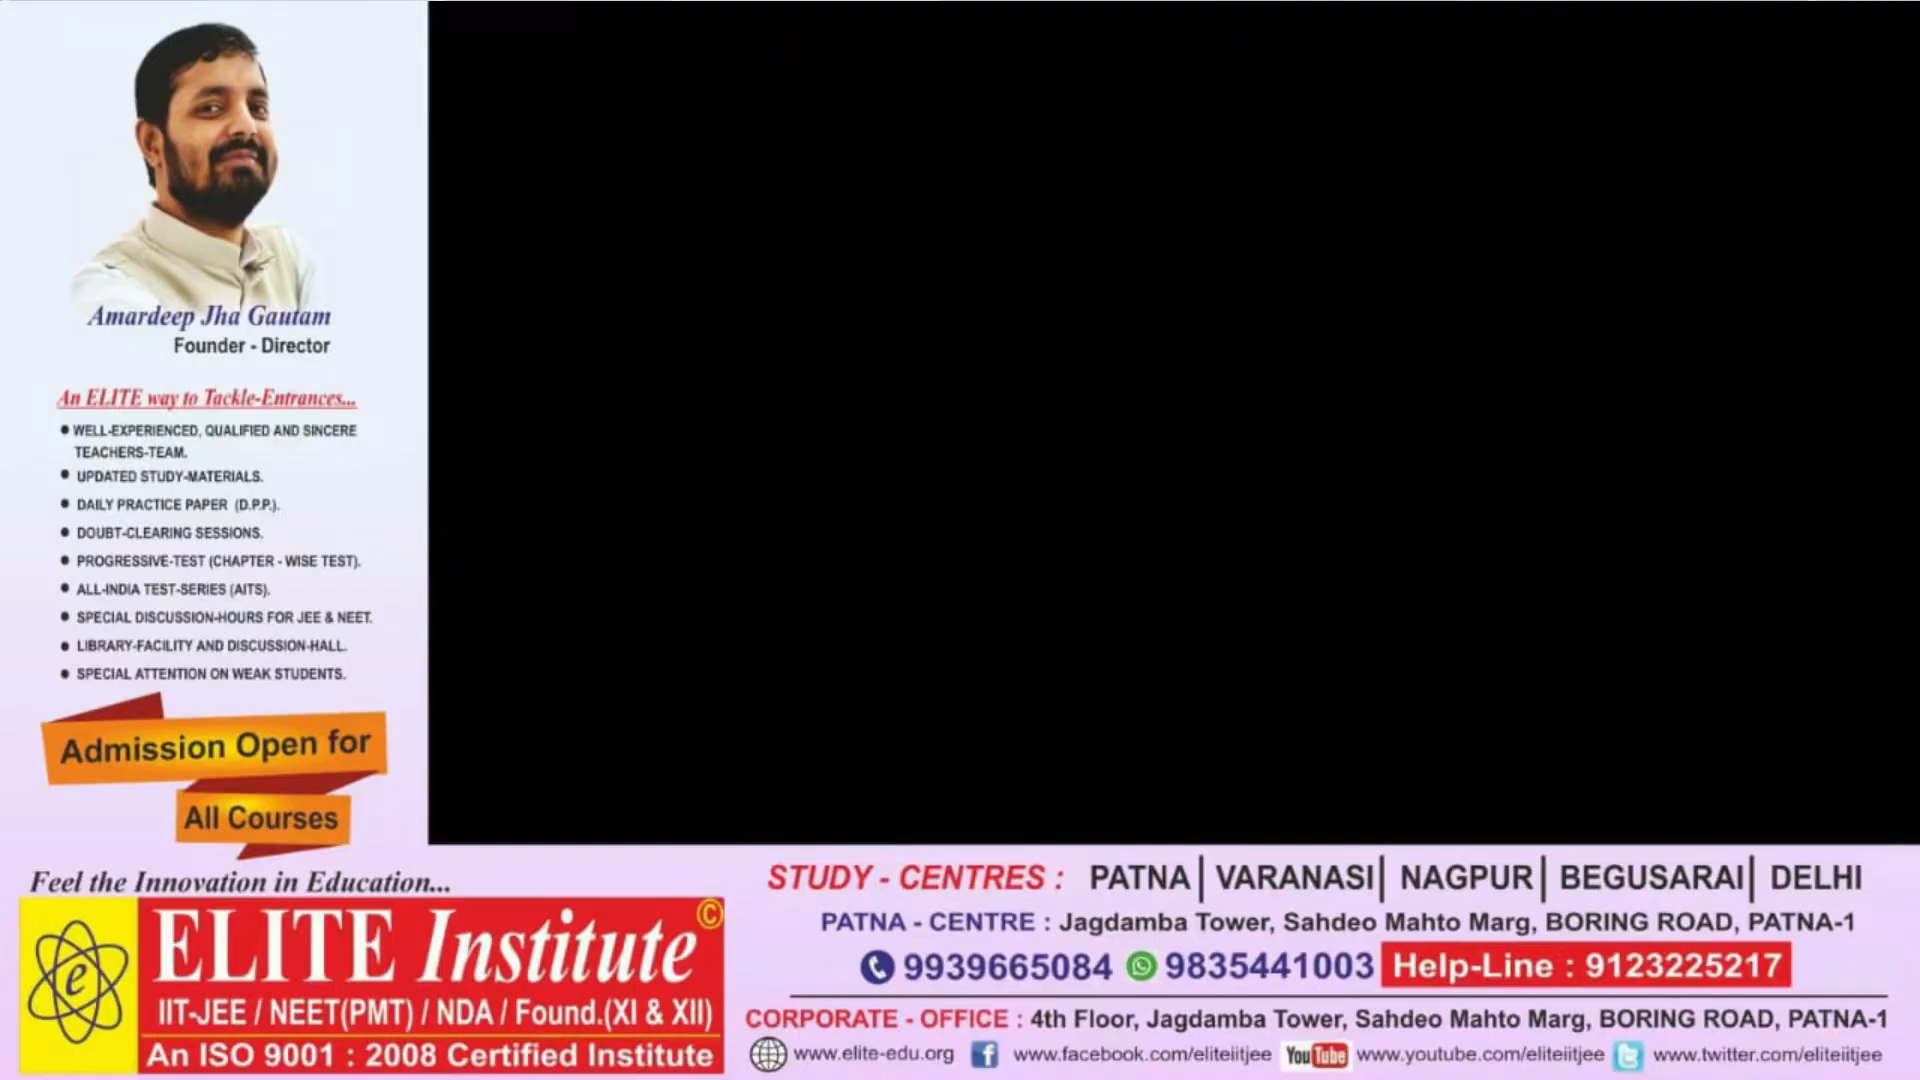 Amardeep Jha Gautam
Founder - Director
An ELITE way to Tackle-Entrances...
• WELL-EXPERIENCED, QUALIFIED AND SINCERE
TEACHERS-TEAM.
• UPDATED STUDY-MATERIALS.
• DAILY PRACTICE PAPER (D.P.P.).
• DOUBT-CLEARING SESSIONS.
• PROGRESSIVE-TEST (CHAPTER - WISE TEST).
• ALL-INDIA TEST-SERIES (AITS).
• SPECIAL DISCUSSION-HOURS FOR JEE & NEET.
• LIBRARY-FACILITY AND DISCUSSION-HALL.
• SPECIAL ATTENTION ON WEAK STUDENTS.
Admission Open for
All Courses
Feel the Innovation in Education...
e
ELITE Institute ©
IIT-JEE / NEET(PMT) / NDA / Found.(XI & XII)
An ISO 9001 : 2008 Certified Institute
STUDY - CENTRES : PATNA | VARANASI | NAGPUR | BEGUSARAI | DELHI
PATNA - CENTRE : Jagdamba Tower, Sahdeo Mahto Marg, BORING ROAD, PATNA-1
9939665084 9835441003 Help-Line : 9123225217
CORPORATE - OFFICE : 4th Floor, Jagdamba Tower, Sahdeo Mahto Marg, BORING ROAD, PATNA-1
www.elite-edu.org f www.facebook.com/eliteiitjee YouTube www.youtube.com/eliteiitjee t www.twitter.com/eliteiitjee